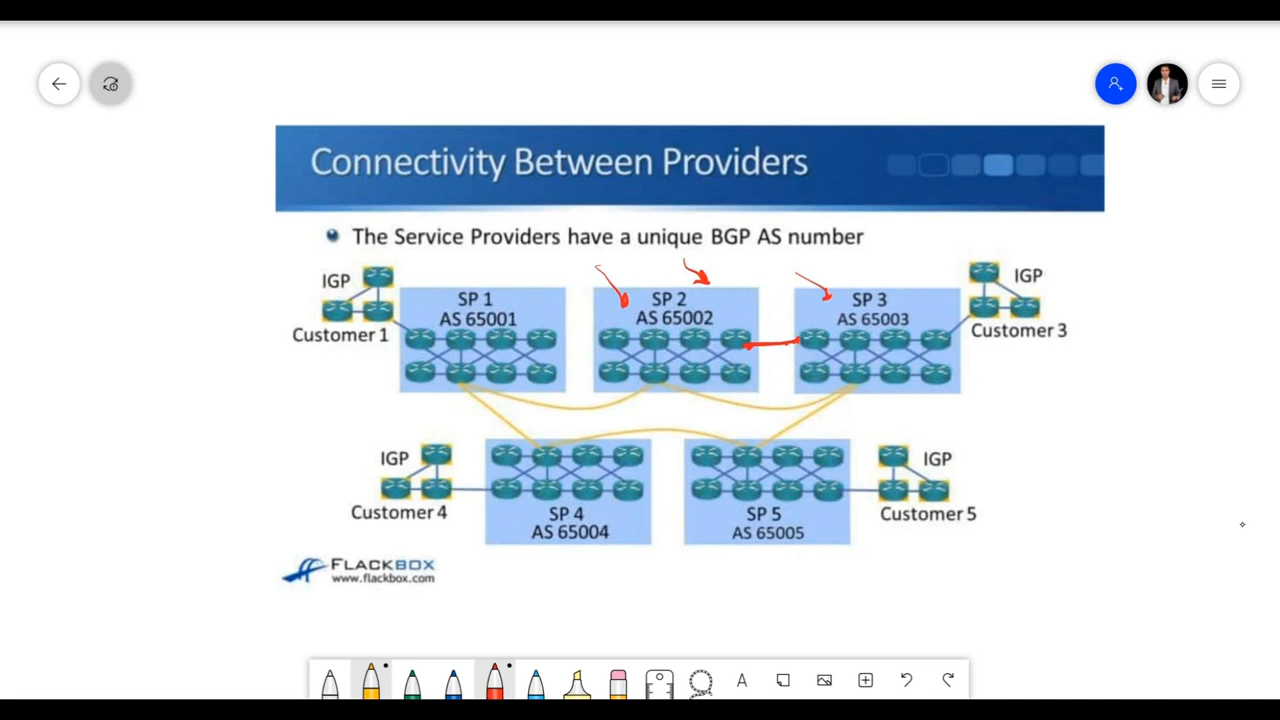 Connectivity Between Providers
The Service Providers have a unique BGP AS number
IGP
Customer 1
SP 1
AS 65001
SP 2
AS 65002
SP 3
AS 65003
IGP
Customer 3
IGP
Customer 4
SP 4
AS 65004
SP 5
AS 65005
IGP
Customer 5
FLACKBOX
www.flackbox.com
A